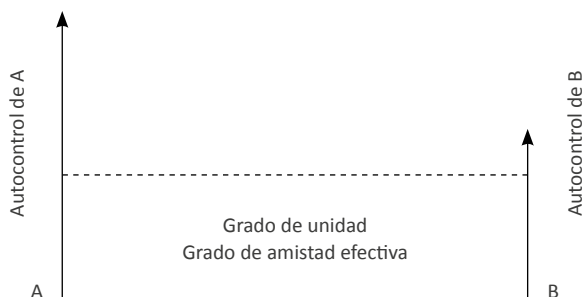 Autocontrol de A
Autocontrol de B
Grado de unidad
Grado de amistad efectiva
A
B